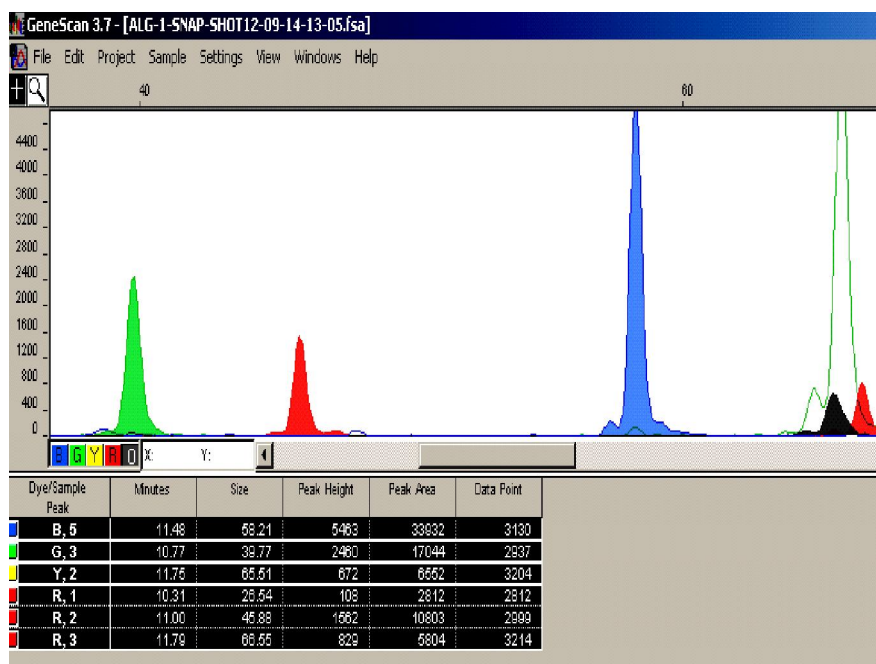 GeneScan 3.7 - [ALG-1-SNAP-SHOT12-09-14-13-05.fsa]
File Edit Project Sample Settings View Windows Help
40 60
4400
4000
3600
3200
2800
2400
2000
1600
1200
800
400
0
B G Y R O X: Y:
Dye/Sample Peak Minutes Size Peak Height Peak Area Data Point
B, 5 11.48 58.21 5463 33932 3130
G, 3 10.77 39.77 2460 17044 2937
Y, 2 11.75 65.51 672 6552 3204
R, 1 10.31 26.54 108 2812 2812
R, 2 11.00 45.88 1562 10803 2999
R, 3 11.79 66.55 829 5804 3214